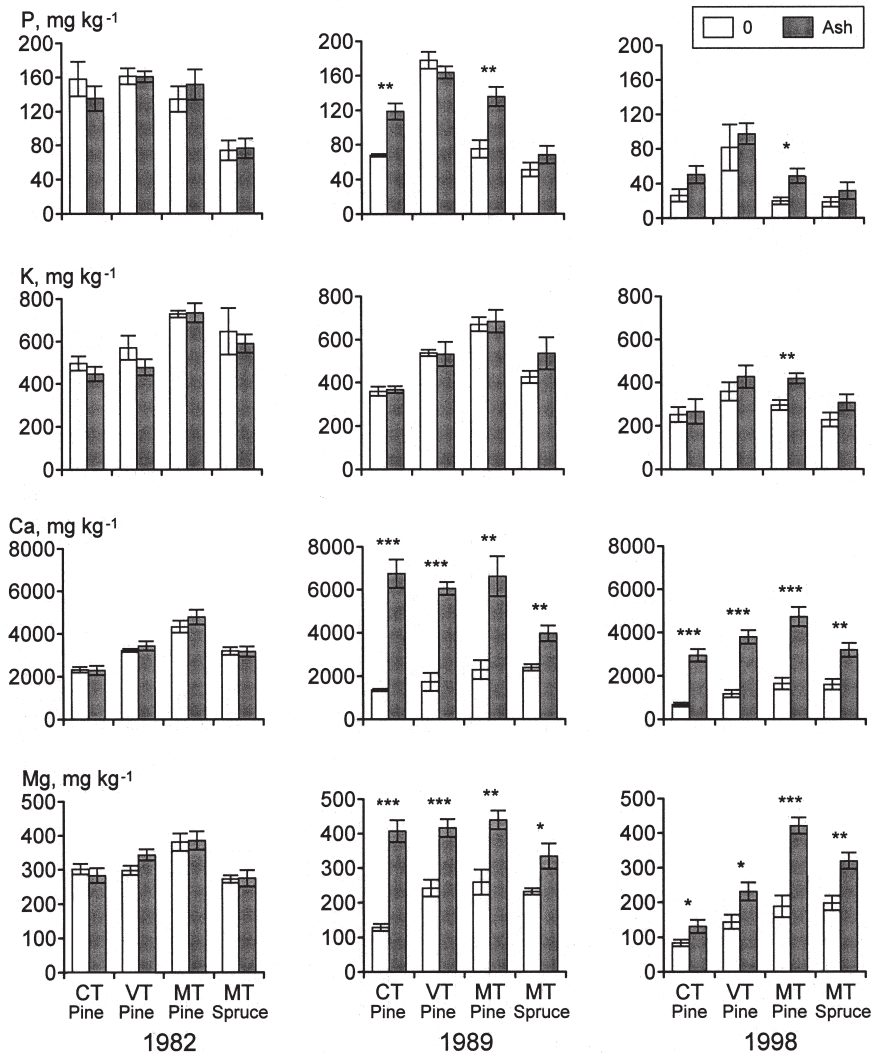 P, mg kg-1
0 Ash
200 200 200
160 160 160
** **
120 120 120
*
80 80 80
40 40 40
0 0 0
K, mg kg-1
800 800 800
600 600 600
**
400 400 400
200 200 200
0 0 0
Ca, mg kg-1
8000 8000 8000
*** *** ** **
6000 6000 6000
*** *** *** **
4000 4000 4000
2000 2000 2000
0 0 0
Mg, mg kg-1
500 500 500
*** *** ** *
* * *** **
400 400 400
300 300 300
200 200 200
100 100 100
0 0 0
CT VT MT MT CT VT MT MT CT VT MT MT
Pine Pine Pine Spruce Pine Pine Pine Spruce Pine Pine Pine Spruce
1982 1989 1998